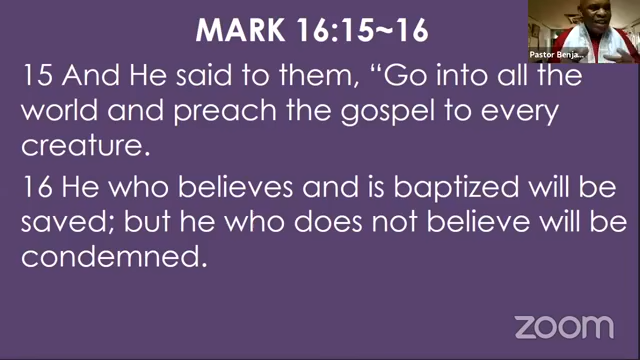 MARK 16:15~16
Pastor Benja...
15 And He said to them, “Go into all the
world and preach the gospel to every
creature.
16 He who believes and is baptized will be
saved; but he who does not believe will be
condemned.
zoom